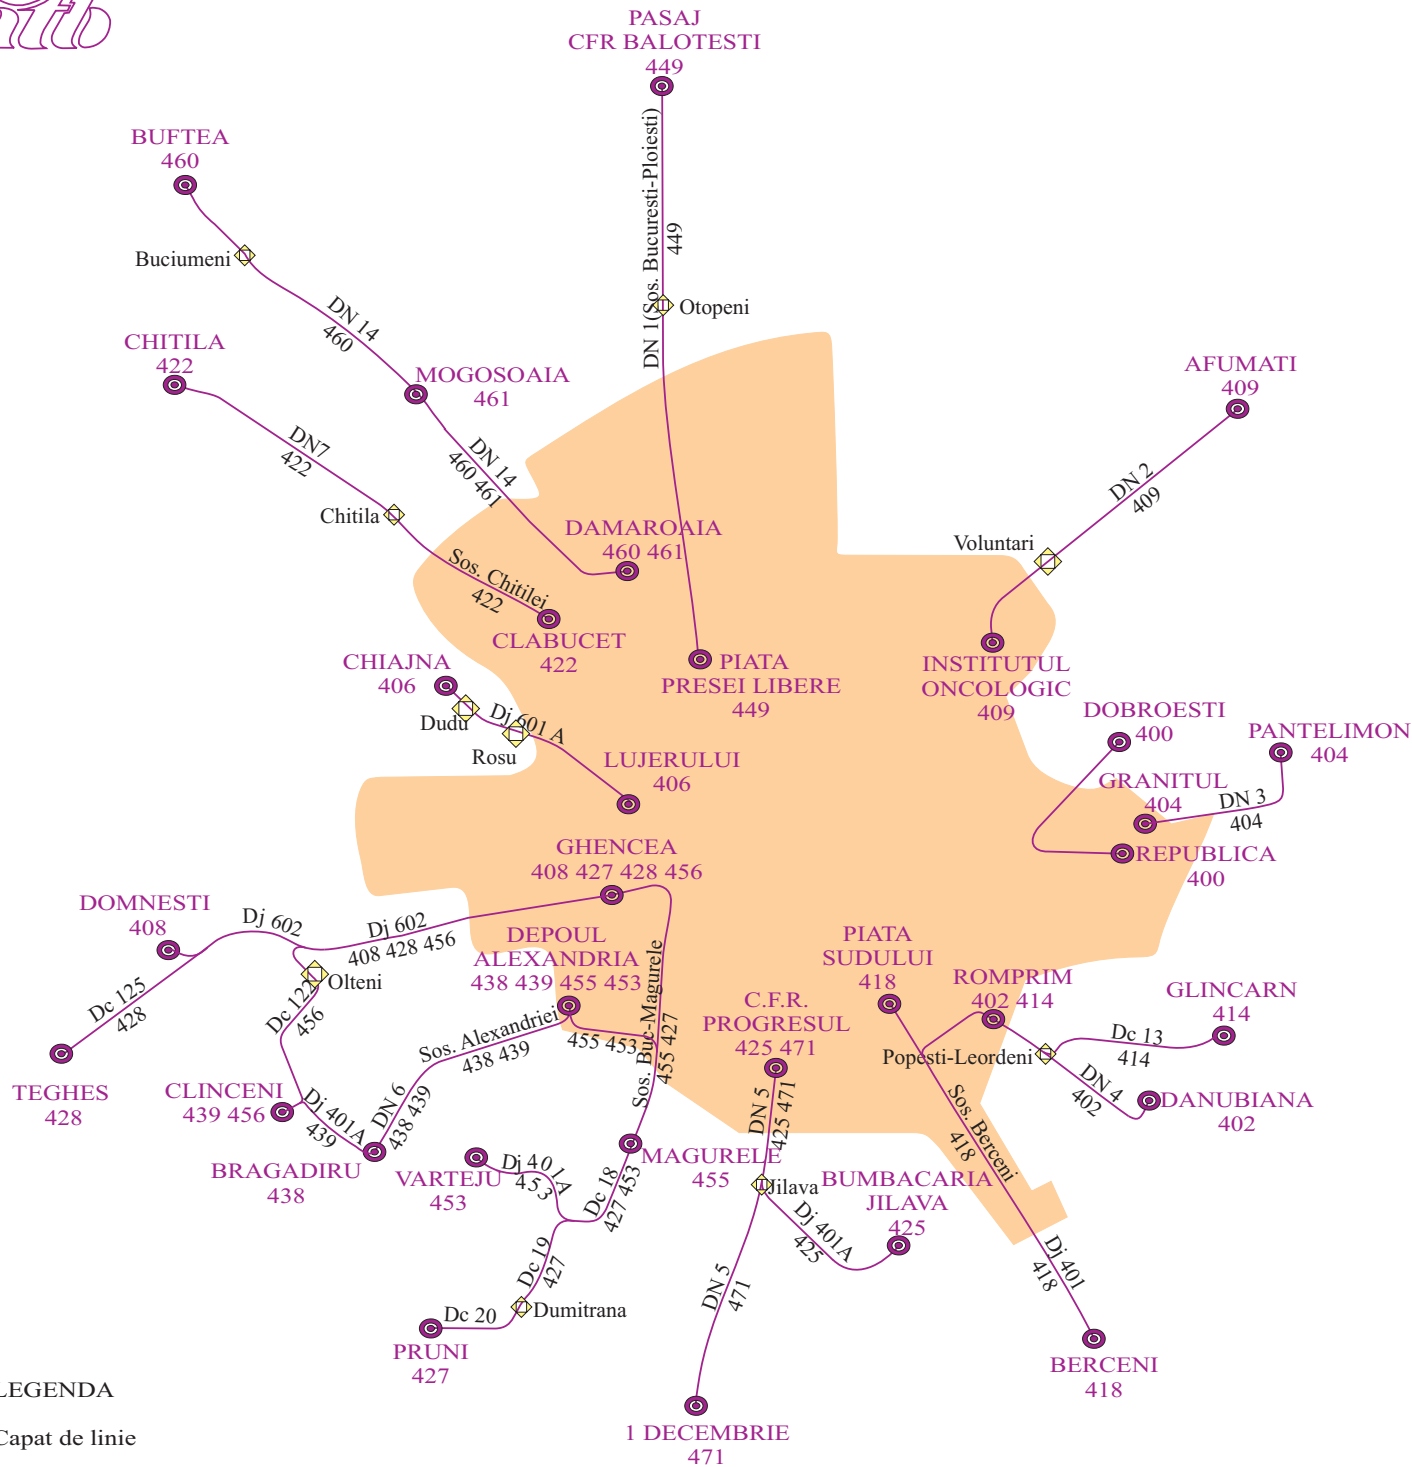 PASAJ
CFR BALOTESTI
449
BUFTEA
460
DN 1(Sos. Bucuresti-Ploiesti)
449
Buciumeni
Otopeni
DN 14
460
CHITILA
422
MOGOSOAIA
461
AFUMATI
409
DN7
422
DN 14
460 461
DN 2
409
Chitila
DAMAROAIA
460 461
Voluntari
Sos. Chitilei
422
CLABUCET
422
CHIAJNA
406
PIATA
PRESEI LIBERE
449
INSTITUTUL
ONCOLOGIC
409
Dudu
Dj 601 A
Rosu
DOBROESTI
400
PANTELIMON
404
LUJERULUI
406
GRANITUL
404
DN 3
404
GHENCEA
408 427 428 456
REPUBLICA
400
DOMNESTI
408
Dj 602
Dj 602
408 428 456
DEPOUL
ALEXANDRIA
438 439 455 453
PIATA
SUDULUI
418
Olteni
ROMPRIM
402 414
GLINCARN
414
Dc 125
428
Dc 122
456
C.F.R.
PROGRESUL
425 471
Sos. Alexandriei
438 439
455 453
Sos. Buc-Magurele
455 427
Popesti-Leordeni
Dc 13
414
TEGHES
428
CLINCENI
439 456
Dj 401A
439
DN 6
438 439
DN 5
425 471
DN 4
402
DANUBIANA
402
Sos. Berceni
418
BRAGADIRU
438
VARTEJU
453
Dj 401A
453
Dc 18
427 453
MAGURELE
455
Jilava
BUMBACARIA
JILAVA
425
Dj 401A
425
Dc 19
427
DN 5
471
Dj 401
418
Dc 20
Dumitrana
PRUNI
427
BERCENI
418
LEGENDA
1 DECEMBRIE
471
Capat de linie